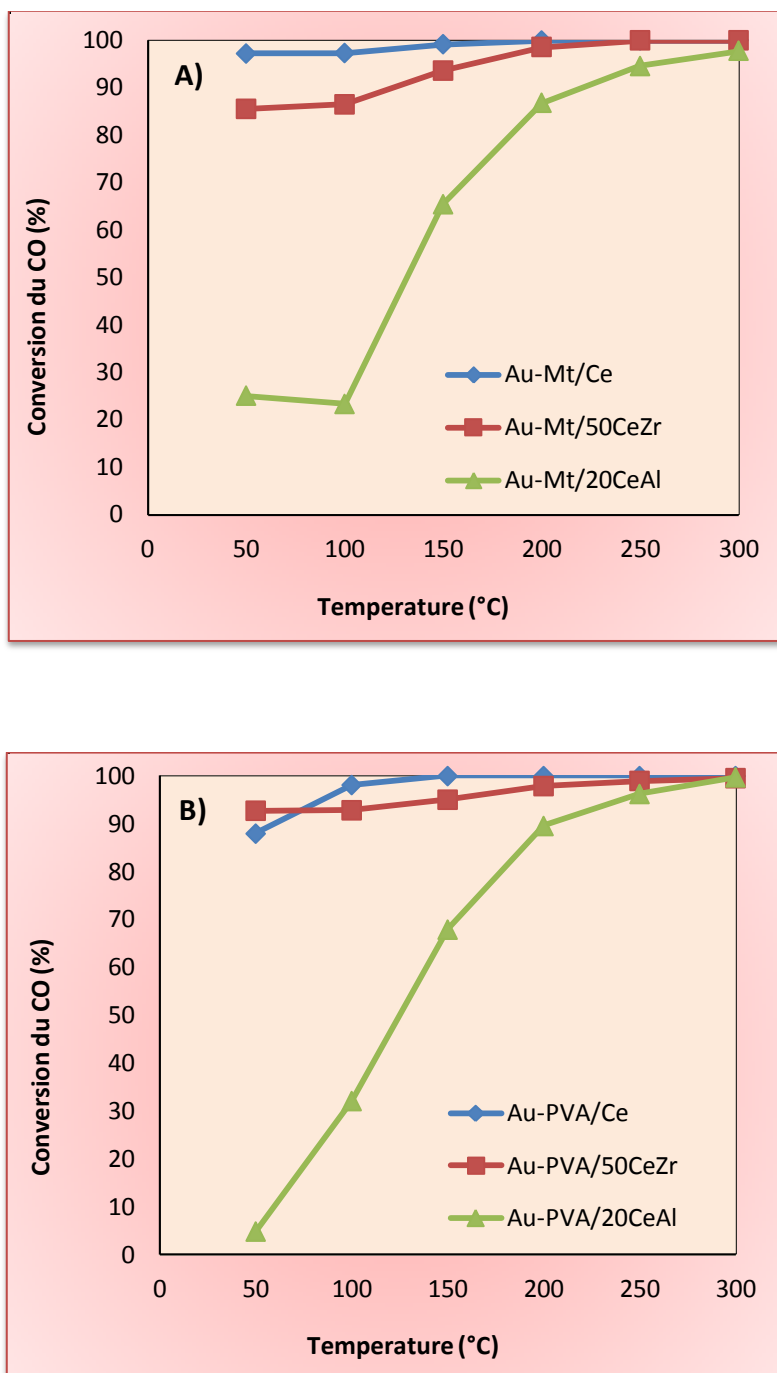 A)
Conversion du CO (%)
100
90
80
70
60
50
40
30
20
10
0
Au-Mt/Ce
Au-Mt/50CeZr
Au-Mt/20CeAl
0 50 100 150 200 250 300
Temperature (°C)
B)
Conversion du CO (%)
100
90
80
70
60
50
40
30
20
10
0
Au-PVA/Ce
Au-PVA/50CeZr
Au-PVA/20CeAl
0 50 100 150 200 250 300
Temperature (°C)